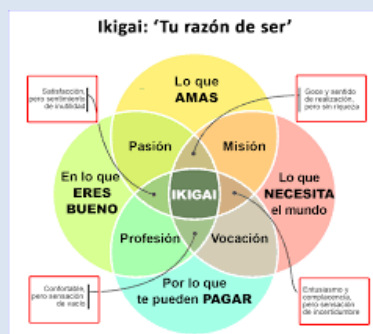 Ikigai: ‘Tu razón de ser’
Satisfacción,
pero sentimiento
de inutilidad
Lo que
AMAS
Goce y sentido
de realización,
pero sin riqueza
Pasión
Misión
En lo que
ERES
BUENO
IKIGAI
Lo que
NECESITA
el mundo
Profesión
Vocación
Confortable,
pero sensación
de vacío
Por lo que
te pueden PAGAR
Entusiasmo y
complacencia,
pero sensación
de incertidumbre